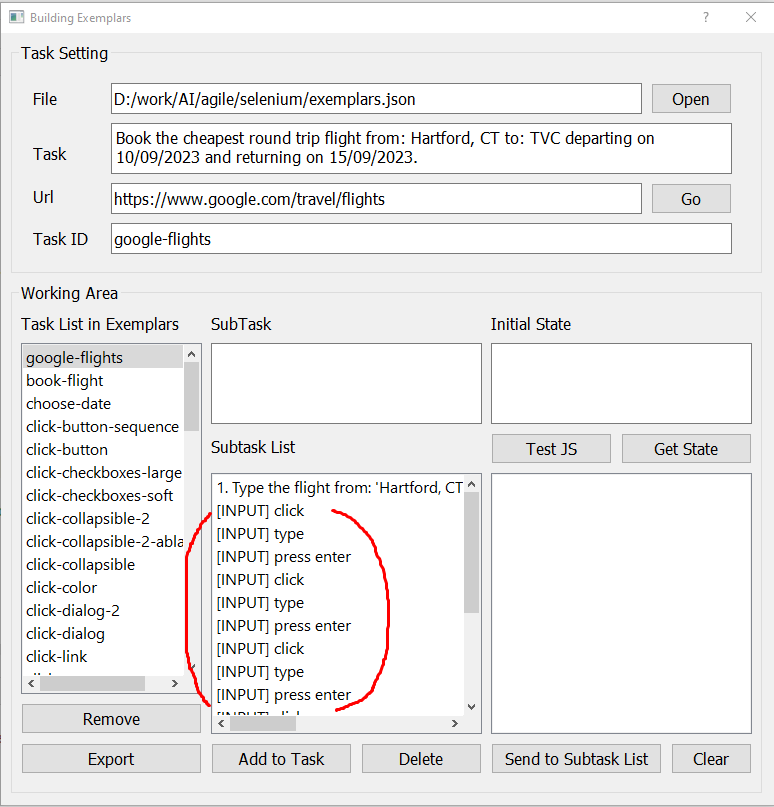 Building Exemplars
?
Task Setting
File
D:/work/AI/agile/selenium/exemplars.json
Open
Task
Book the cheapest round trip flight from: Hartford, CT to: TVC departing on
10/09/2023 and returning on 15/09/2023.
Url
https://www.google.com/travel/flights
Go
Task ID
google-flights
Working Area
Task List in Exemplars
google-flights
book-flight
choose-date
click-button-sequence
click-button
click-checkboxes-large
click-checkboxes-soft
click-collapsible-2
click-collapsible-2-abla
click-collapsible
click-color
click-dialog-2
click-dialog
click-link
Remove
Export
SubTask
Subtask List
1. Type the flight from: 'Hartford, CT
[INPUT] click
[INPUT] type
[INPUT] press enter
[INPUT] click
[INPUT] type
[INPUT] press enter
[INPUT] click
[INPUT] type
[INPUT] press enter
[INPUT] click
Add to Task
Delete
Initial State
Test JS
Get State
Send to Subtask List
Clear